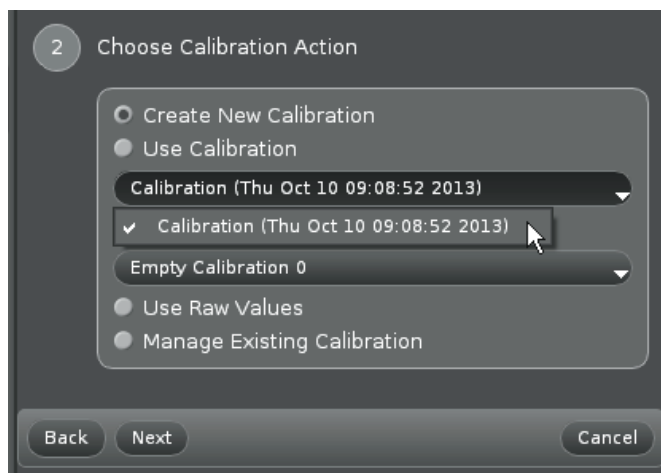 2 Choose Calibration Action
Create New Calibration
Use Calibration
Calibration (Thu Oct 10 09:08:52 2013)
Calibration (Thu Oct 10 09:08:52 2013)
Empty Calibration 0
Use Raw Values
Manage Existing Calibration
Back Next Cancel